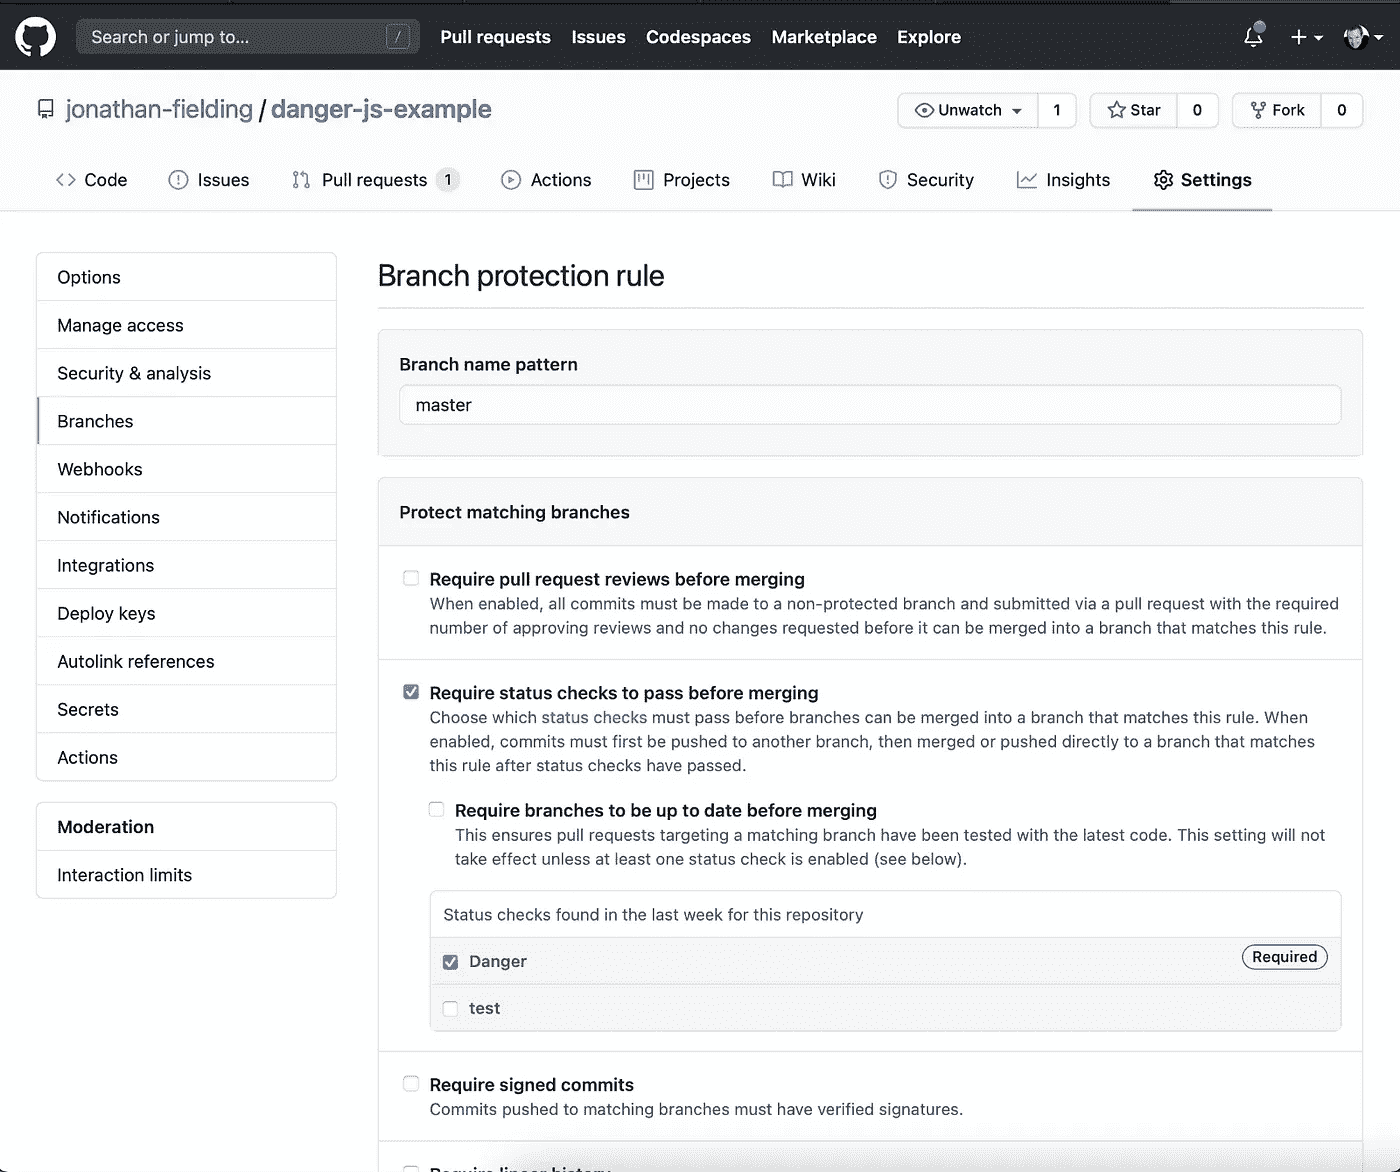 Search or jump to... /
Pull requests Issues Codespaces Marketplace Explore
jonathan-fielding / danger-js-example
Unwatch 1 Star 0 Fork 0
Code Issues Pull requests 1 Actions Projects Wiki Security Insights Settings
Options
Manage access
Security & analysis
Branches
Webhooks
Notifications
Integrations
Deploy keys
Autolink references
Secrets
Actions
Moderation
Interaction limits
Branch protection rule
Branch name pattern
master
Protect matching branches
Require pull request reviews before merging
When enabled, all commits must be made to a non-protected branch and submitted via a pull request with the required
number of approving reviews and no changes requested before it can be merged into a branch that matches this rule.
Require status checks to pass before merging
Choose which status checks must pass before branches can be merged into a branch that matches this rule. When
enabled, commits must first be pushed to another branch, then merged or pushed directly to a branch that matches
this rule after status checks have passed.
Require branches to be up to date before merging
This ensures pull requests targeting a matching branch have been tested with the latest code. This setting will not
take effect unless at least one status check is enabled (see below).
Status checks found in the last week for this repository
Danger Required
test
Require signed commits
Commits pushed to matching branches must have verified signatures.
Require linear history